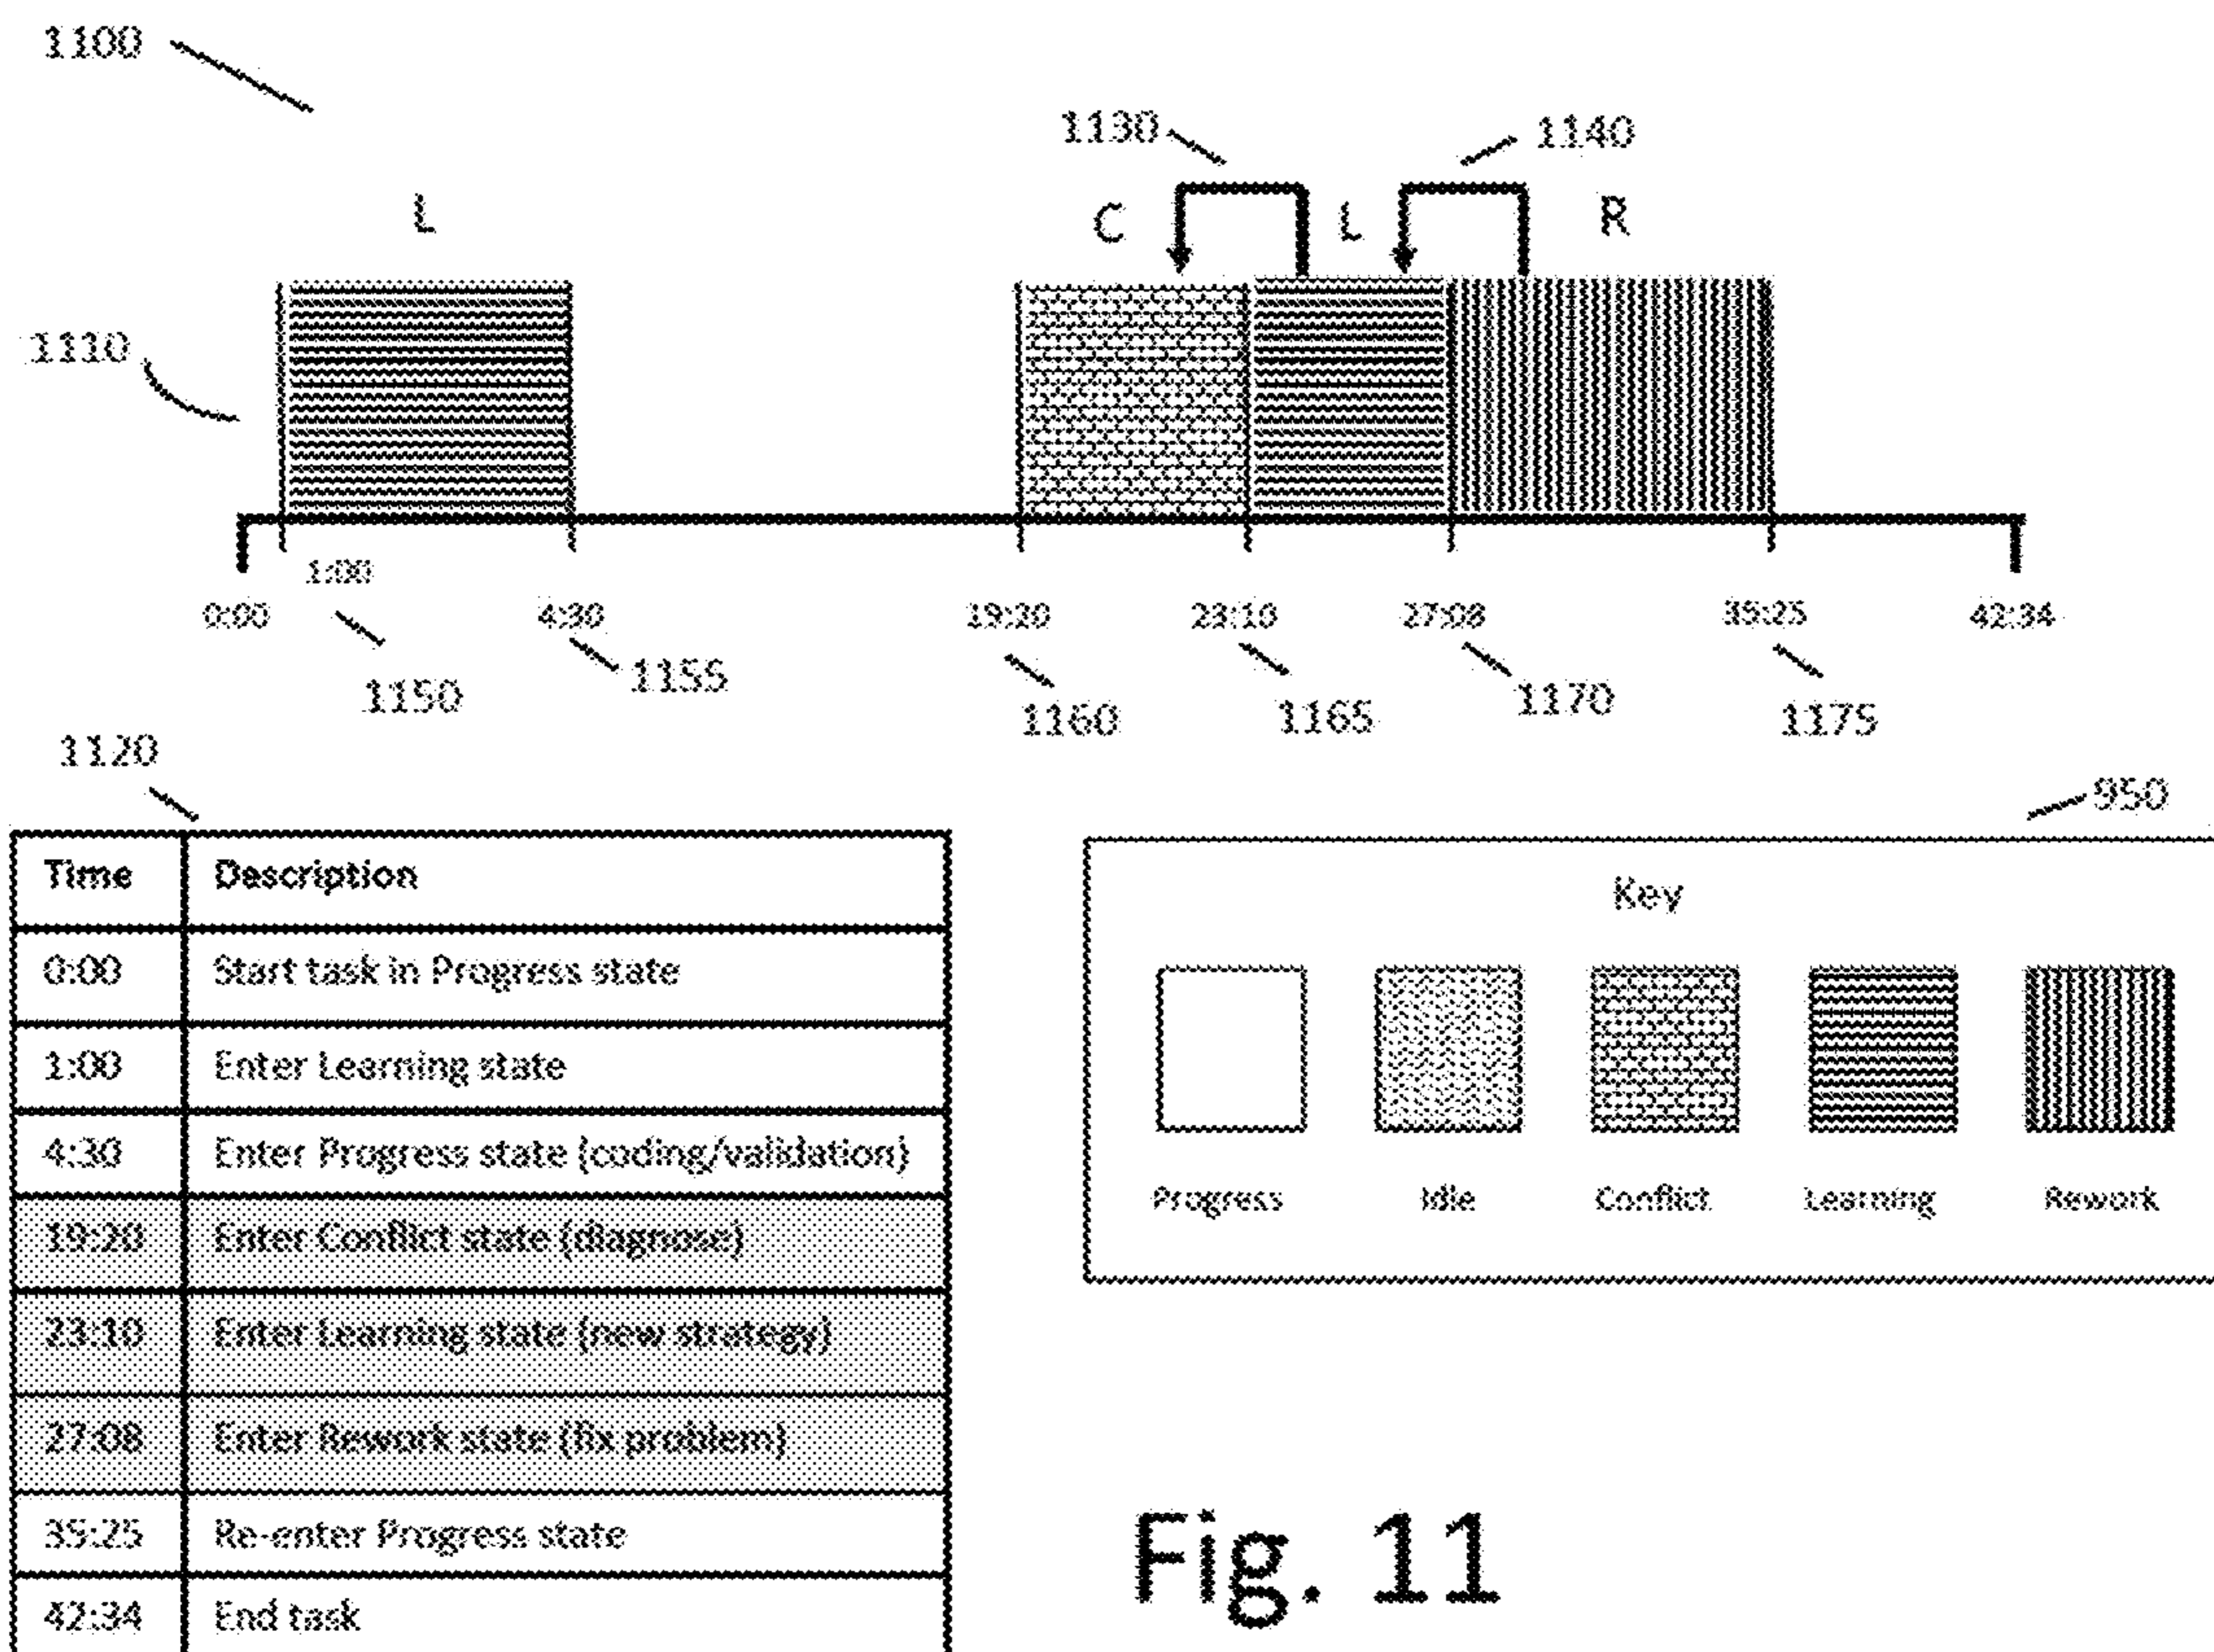 1100
1130
1140
L
C
L
R
1110
1:00
0:00
4:30
19:20
23:10
27:08
35:25
42:34
1150
1155
1160
1165
1170
1175
1120
950
Time Description
0:00 Start task in Progress state
1:00 Enter Learning state
4:30 Enter Progress state (coding/validation)
19:20 Enter Conflict state (diagnose)
23:10 Enter Learning state (new strategy)
27:08 Enter Rework state (fix problem)
35:25 Re-enter Progress state
42:34 End task
Key
Progress Idle Conflict Learning Rework
Fig. 11